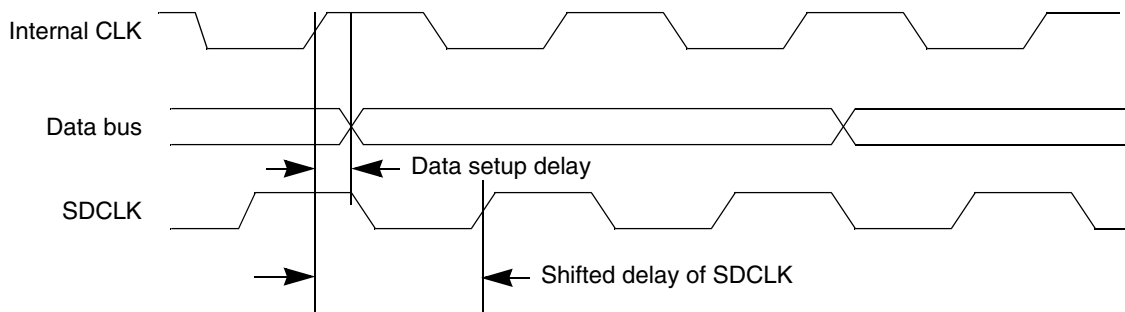 Internal CLK
Data bus
Data setup delay
SDCLK
Shifted delay of SDCLK